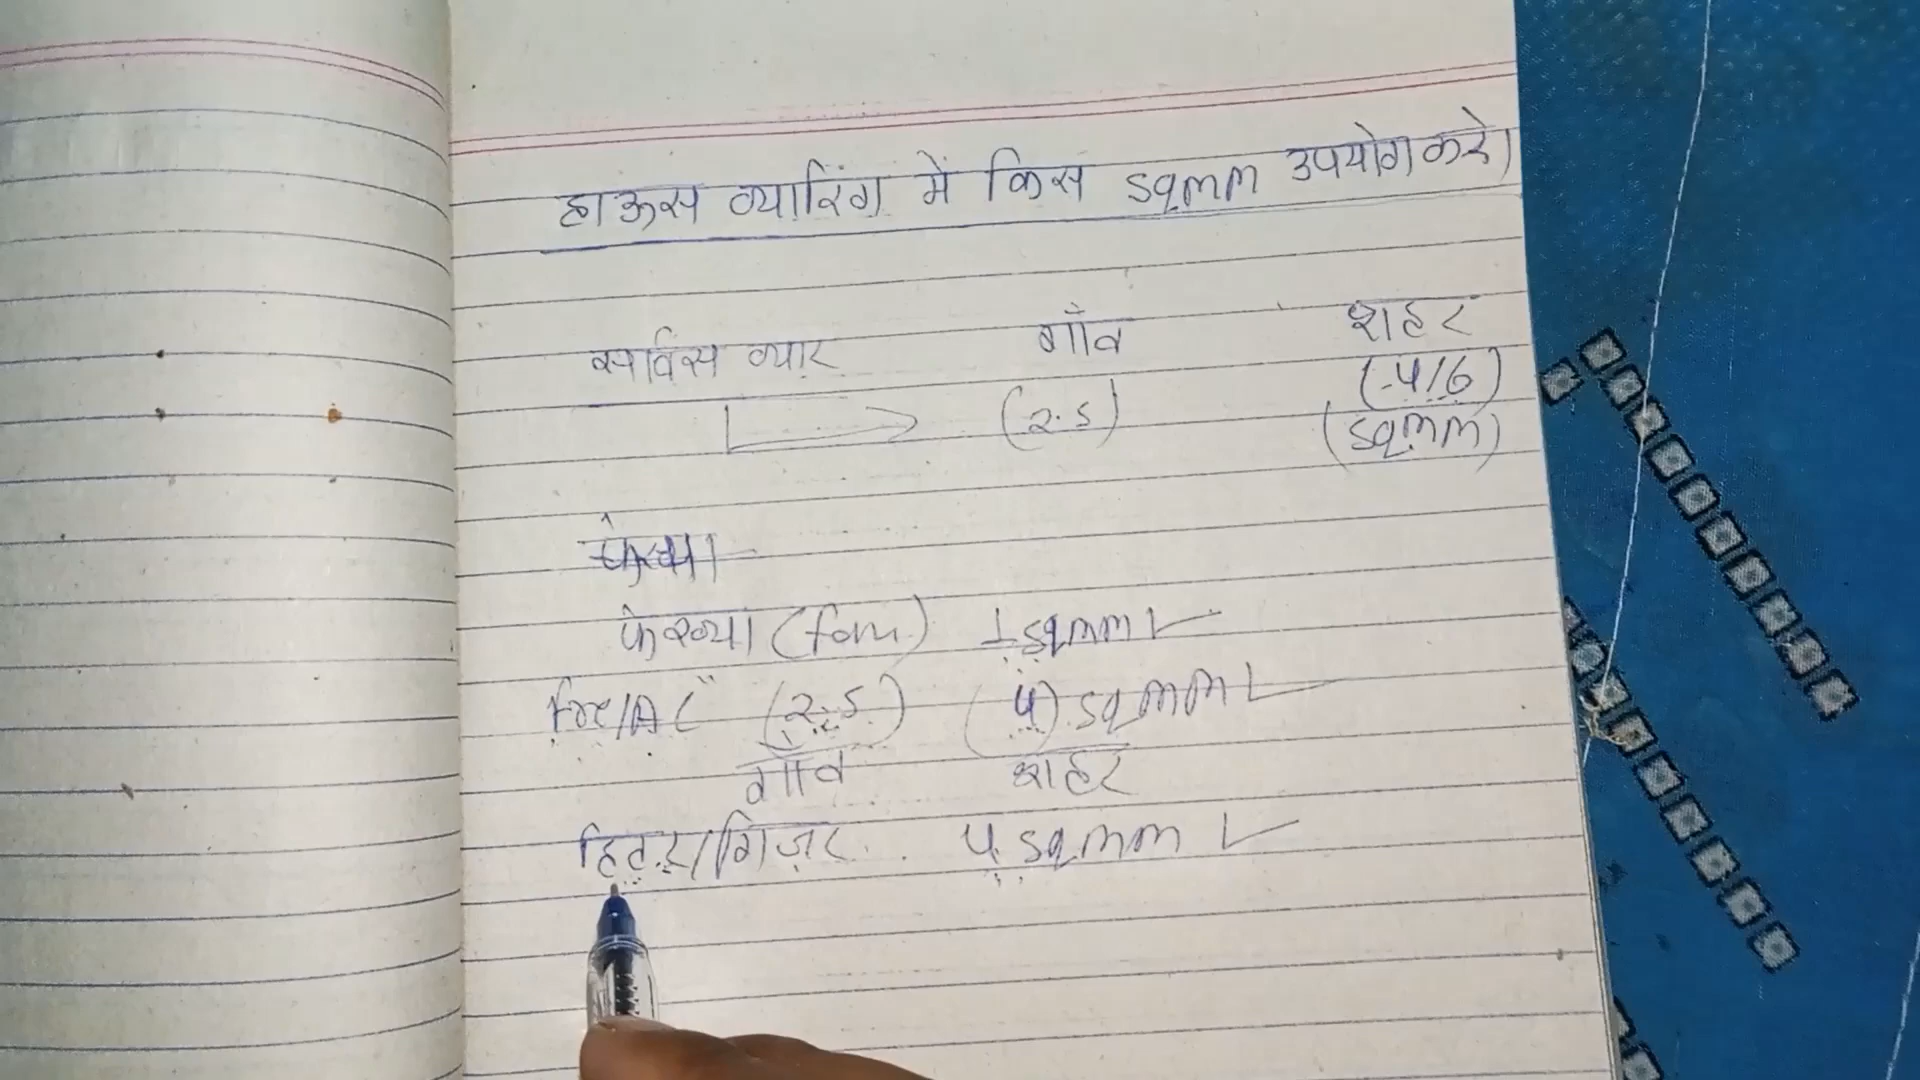 हाऊस व्यारिंग में किस sqmm उपयोग करे।
सर्विस व्यार गाँव शहर
(2.5) (4/6)
(sqmm)
फेख्या (fan) 1 sqmm ✓
fre/AC" (2.5) (4) sqmm ✓
गाँव शहर
हिटर/गिजर 4 sqmm ✓